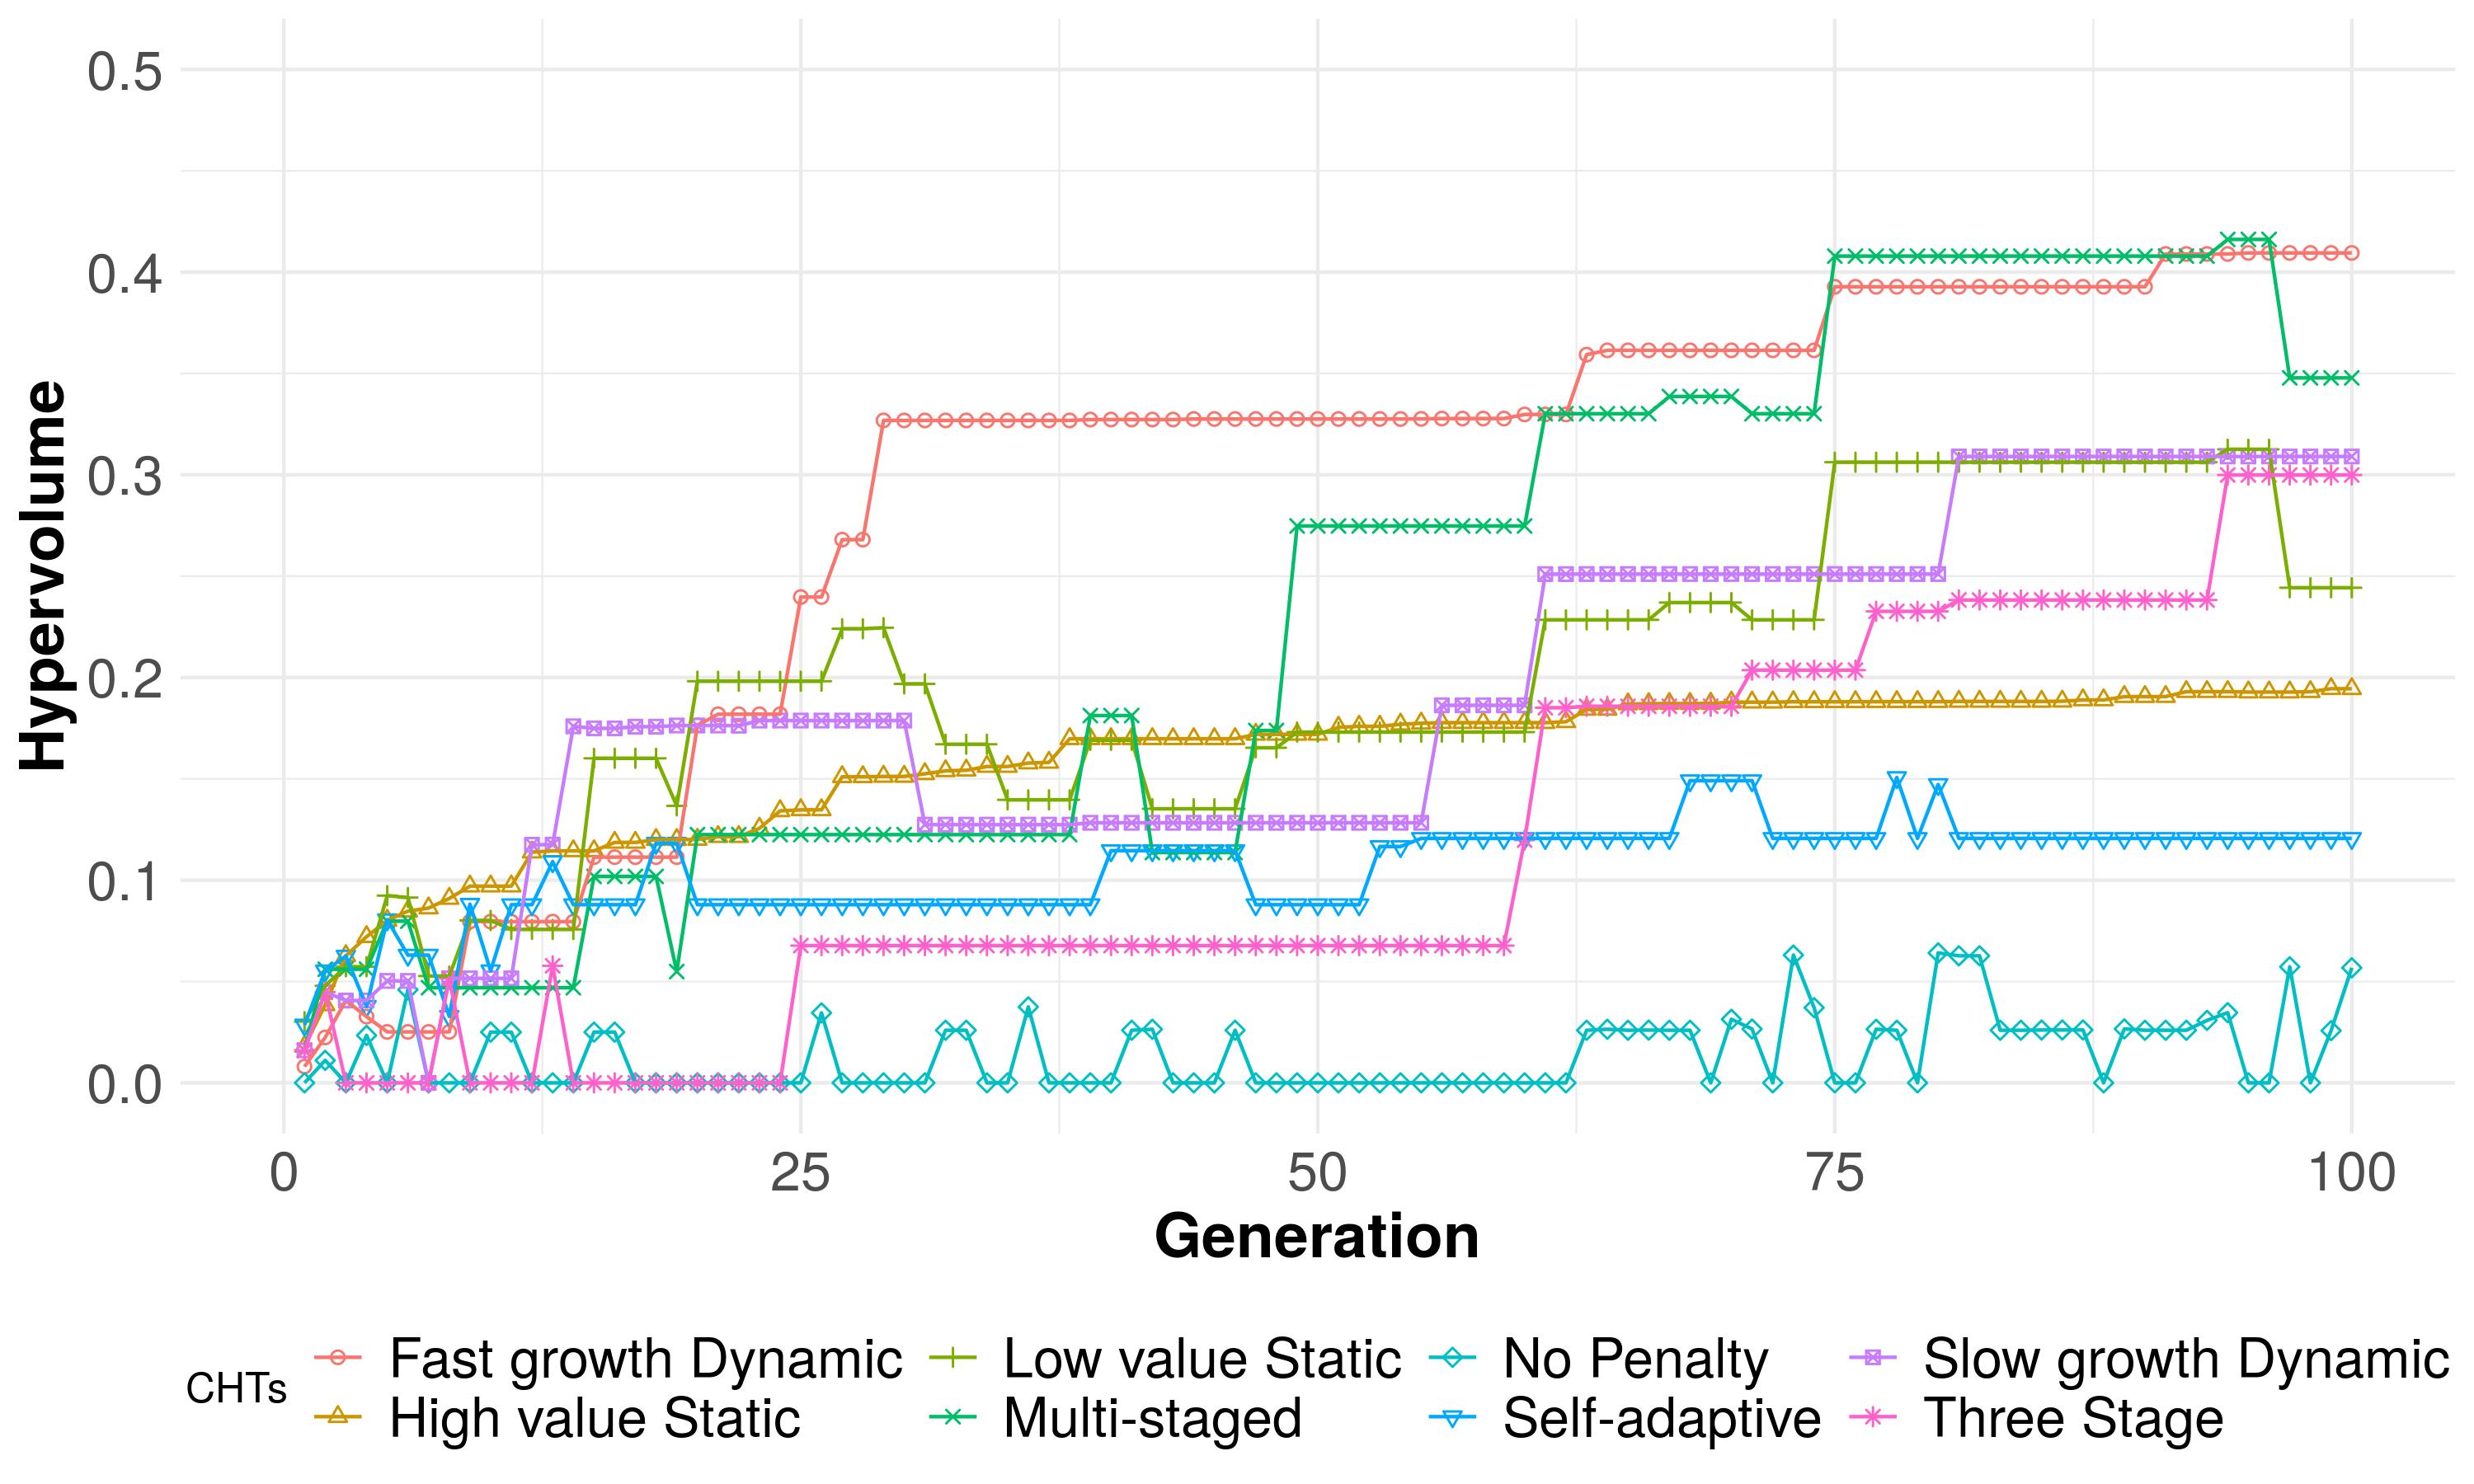 0.5
0.4
0.3
0.2
0.1
0.0
Hypervolume
0 25 50 75 100
Generation
CHTs
Fast growth Dynamic Low value Static No Penalty Slow growth Dynamic
High value Static Multi-staged Self-adaptive Three Stage